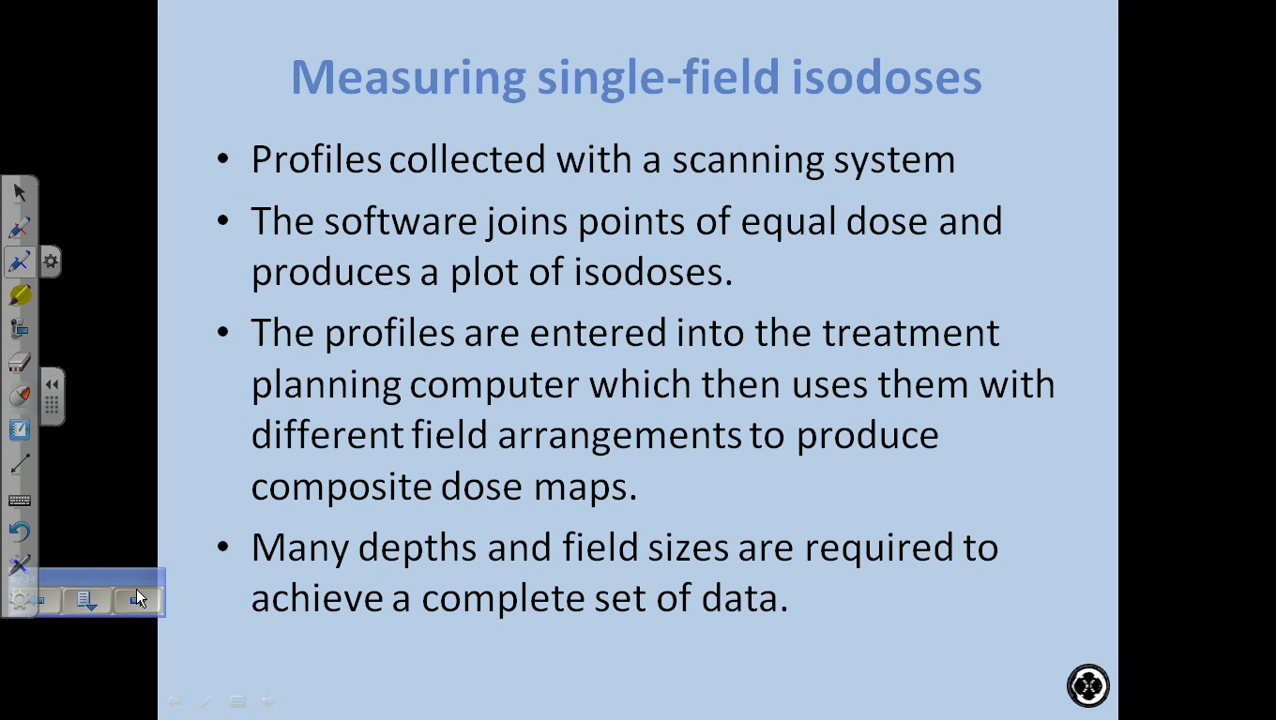 Measuring single-field isodoses
• Profiles collected with a scanning system
• The software joins points of equal dose and
produces a plot of isodoses.
• The profiles are entered into the treatment
planning computer which then uses them with
different field arrangements to produce
composite dose maps.
• Many depths and field sizes are required to
achieve a complete set of data.